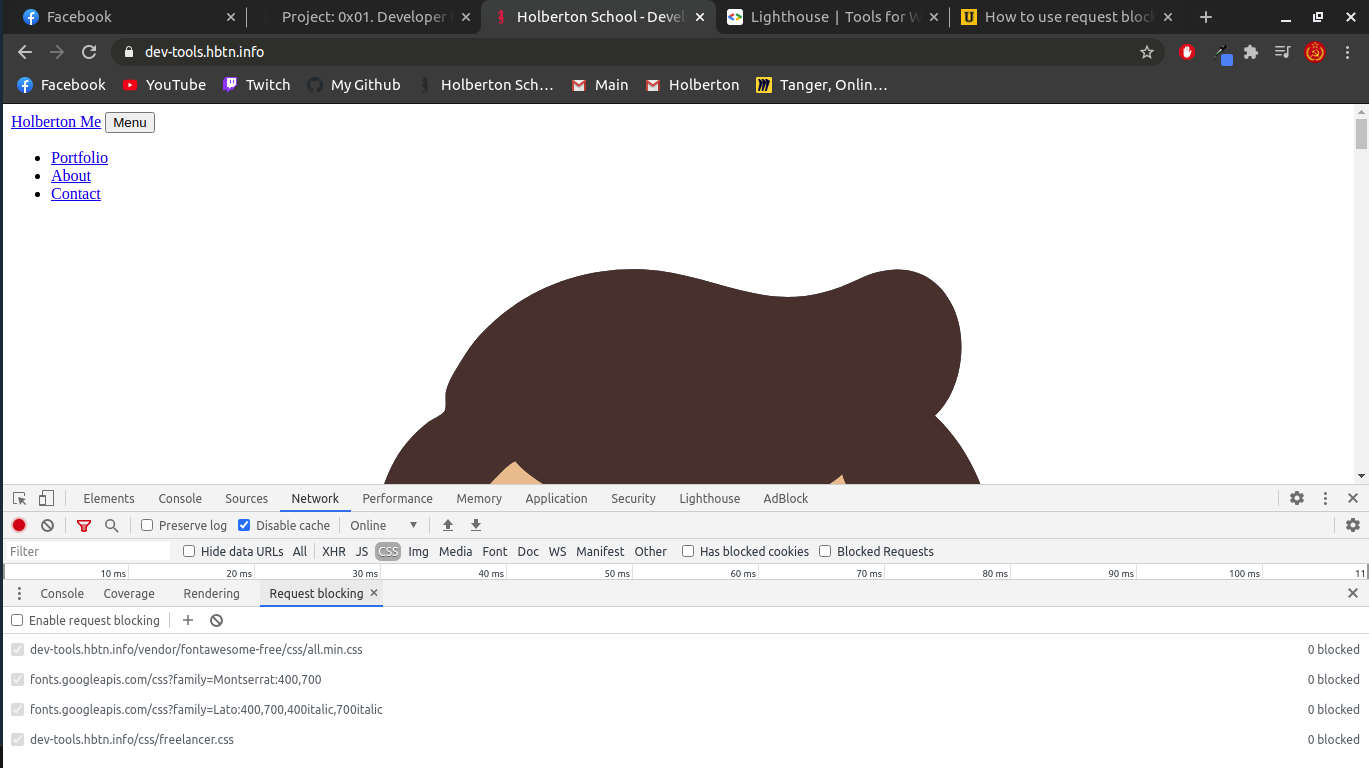 Facebook Project: 0x01. Developer Holberton School - Devel Lighthouse | Tools for W How to use request block
dev-tools.hbtn.info
Facebook YouTube Twitch My Github Holberton Sch… Main Holberton Tanger, Onlin…
Holberton Me Menu
Portfolio
About
Contact
Elements Console Sources Network Performance Memory Application Security Lighthouse AdBlock
Preserve log Disable cache Online
Filter Hide data URLs All XHR JS CSS Img Media Font Doc WS Manifest Other Has blocked cookies Blocked Requests
10 ms 20 ms 30 ms 40 ms 50 ms 60 ms 70 ms 80 ms 90 ms 100 ms 11
Console Coverage Rendering Request blocking
Enable request blocking
dev-tools.hbtn.info/vendor/fontawesome-free/css/all.min.css 0 blocked
fonts.googleapis.com/css?family=Montserrat:400,700 0 blocked
fonts.googleapis.com/css?family=Lato:400,700,400italic,700italic 0 blocked
dev-tools.hbtn.info/css/freelancer.css 0 blocked